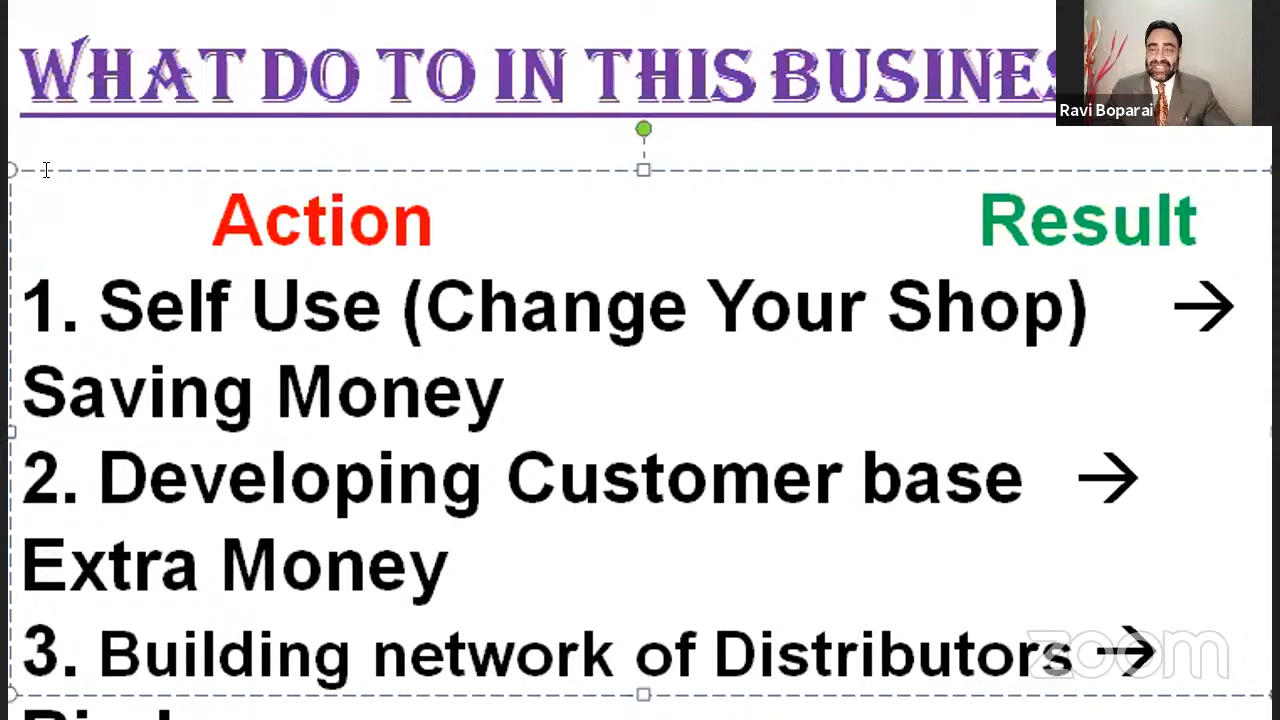 WHAT DO TO IN THIS BUSINES
Ravi Boparai
Action Result
1. Self Use (Change Your Shop) →
Saving Money
2. Developing Customer base →
Extra Money
3. Building network of Distributors →
zoom